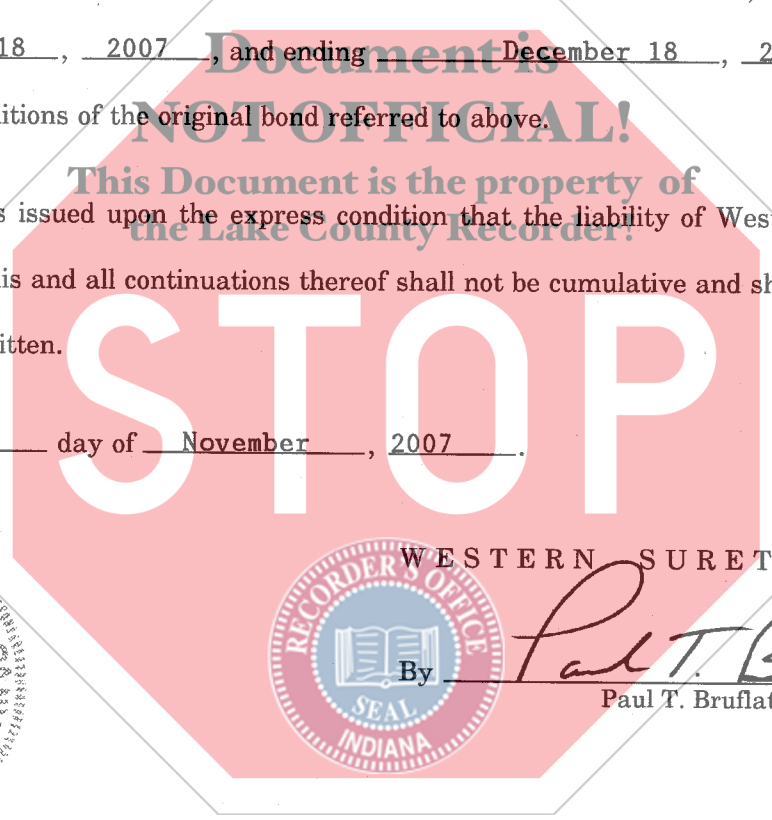 18, 2007, and ending December 18, 2
Document is
itions of the original bond referred to above.
NOT OFFICIAL!
This Document is the property of
s issued upon the express condition that the liability of Wes
the Lake County Recorder!
is and all continuations thereof shall not be cumulative and sh
itten.
STOP
day of November, 2007.
WESTERN SURET
RECORDER'S OFFICE
SEAL
INDIANA
By Paul T. B
Paul T. Bruflat